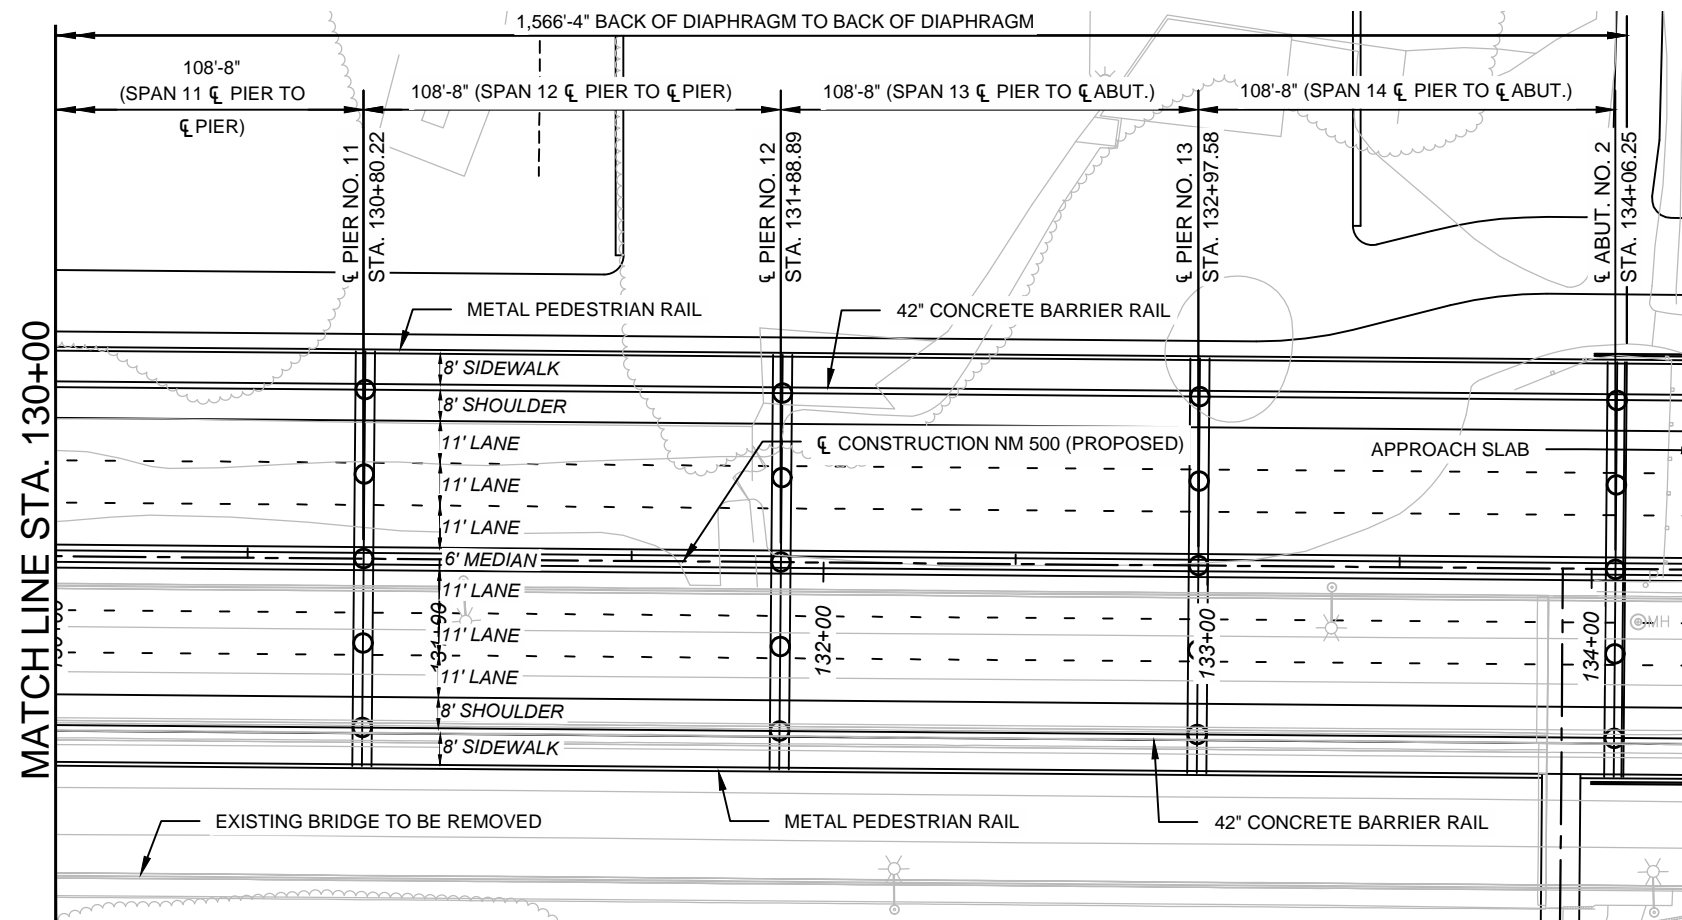 1,566'-4" BACK OF DIAPHRAGM TO BACK OF DIAPHRAGM
108'-8"
(SPAN 11 ℄ PIER TO
℄ PIER)
108'-8" (SPAN 12 ℄ PIER TO ℄ PIER)
108'-8" (SPAN 13 ℄ PIER TO ℄ ABUT.)
108'-8" (SPAN 14 ℄ PIER TO ℄ ABUT.)
℄ PIER NO. 11
STA. 130+80.22
℄ PIER NO. 12
STA. 131+88.89
℄ PIER NO. 13
STA. 132+97.58
℄ ABUT. NO. 2
STA. 134+06.25
METAL PEDESTRIAN RAIL
42" CONCRETE BARRIER RAIL
MATCH LINE STA. 130+00
8' SIDEWALK
8' SHOULDER
11' LANE
11' LANE
11' LANE
6' MEDIAN
11' LANE
11' LANE
11' LANE
8' SHOULDER
8' SIDEWALK
℄ CONSTRUCTION NM 500 (PROPOSED)
APPROACH SLAB
131+00
132+00
133+00
134+00
MH
EXISTING BRIDGE TO BE REMOVED
METAL PEDESTRIAN RAIL
42" CONCRETE BARRIER RAIL